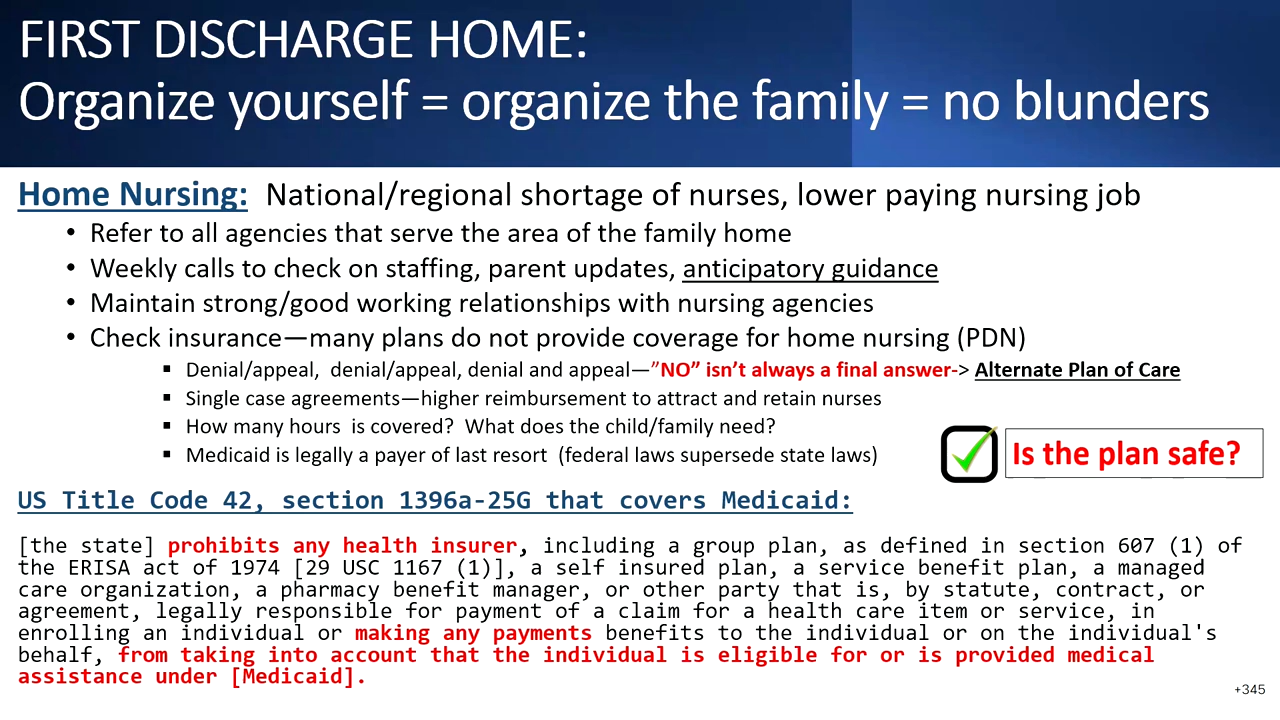 FIRST DISCHARGE HOME:
Organize yourself = organize the family = no blunders
Home Nursing: National/regional shortage of nurses, lower paying nursing job
• Refer to all agencies that serve the area of the family home
• Weekly calls to check on staffing, parent updates, anticipatory guidance
• Maintain strong/good working relationships with nursing agencies
• Check insurance—many plans do not provide coverage for home nursing (PDN)
▪ Denial/appeal, denial/appeal, denial and appeal—”NO” isn’t always a final answer-> Alternate Plan of Care
▪ Single case agreements—higher reimbursement to attract and retain nurses
▪ How many hours is covered? What does the child/family need?
▪ Medicaid is legally a payer of last resort (federal laws supersede state laws)
Is the plan safe?
US Title Code 42, section 1396a-25G that covers Medicaid:
[the state] prohibits any health insurer, including a group plan, as defined in section 607 (1) of
the ERISA act of 1974 [29 USC 1167 (1)], a self insured plan, a service benefit plan, a managed
care organization, a pharmacy benefit manager, or other party that is, by statute, contract, or
agreement, legally responsible for payment of a claim for a health care item or service, in
enrolling an individual or making any payments benefits to the individual or on the individual's
behalf, from taking into account that the individual is eligible for or is provided medical
assistance under [Medicaid].
+345